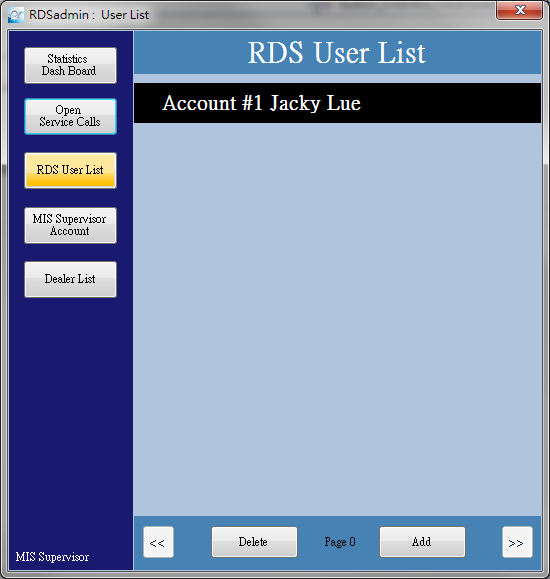 RDSadmin :  User List
RDS User List
Statistics
Dash Board
Open
Service Calls
RDS User List
MIS Supervisor
Account
Dealer List
MIS Supervisor
Account #1 Jacky Lue
<< Delete Page 0 Add >>